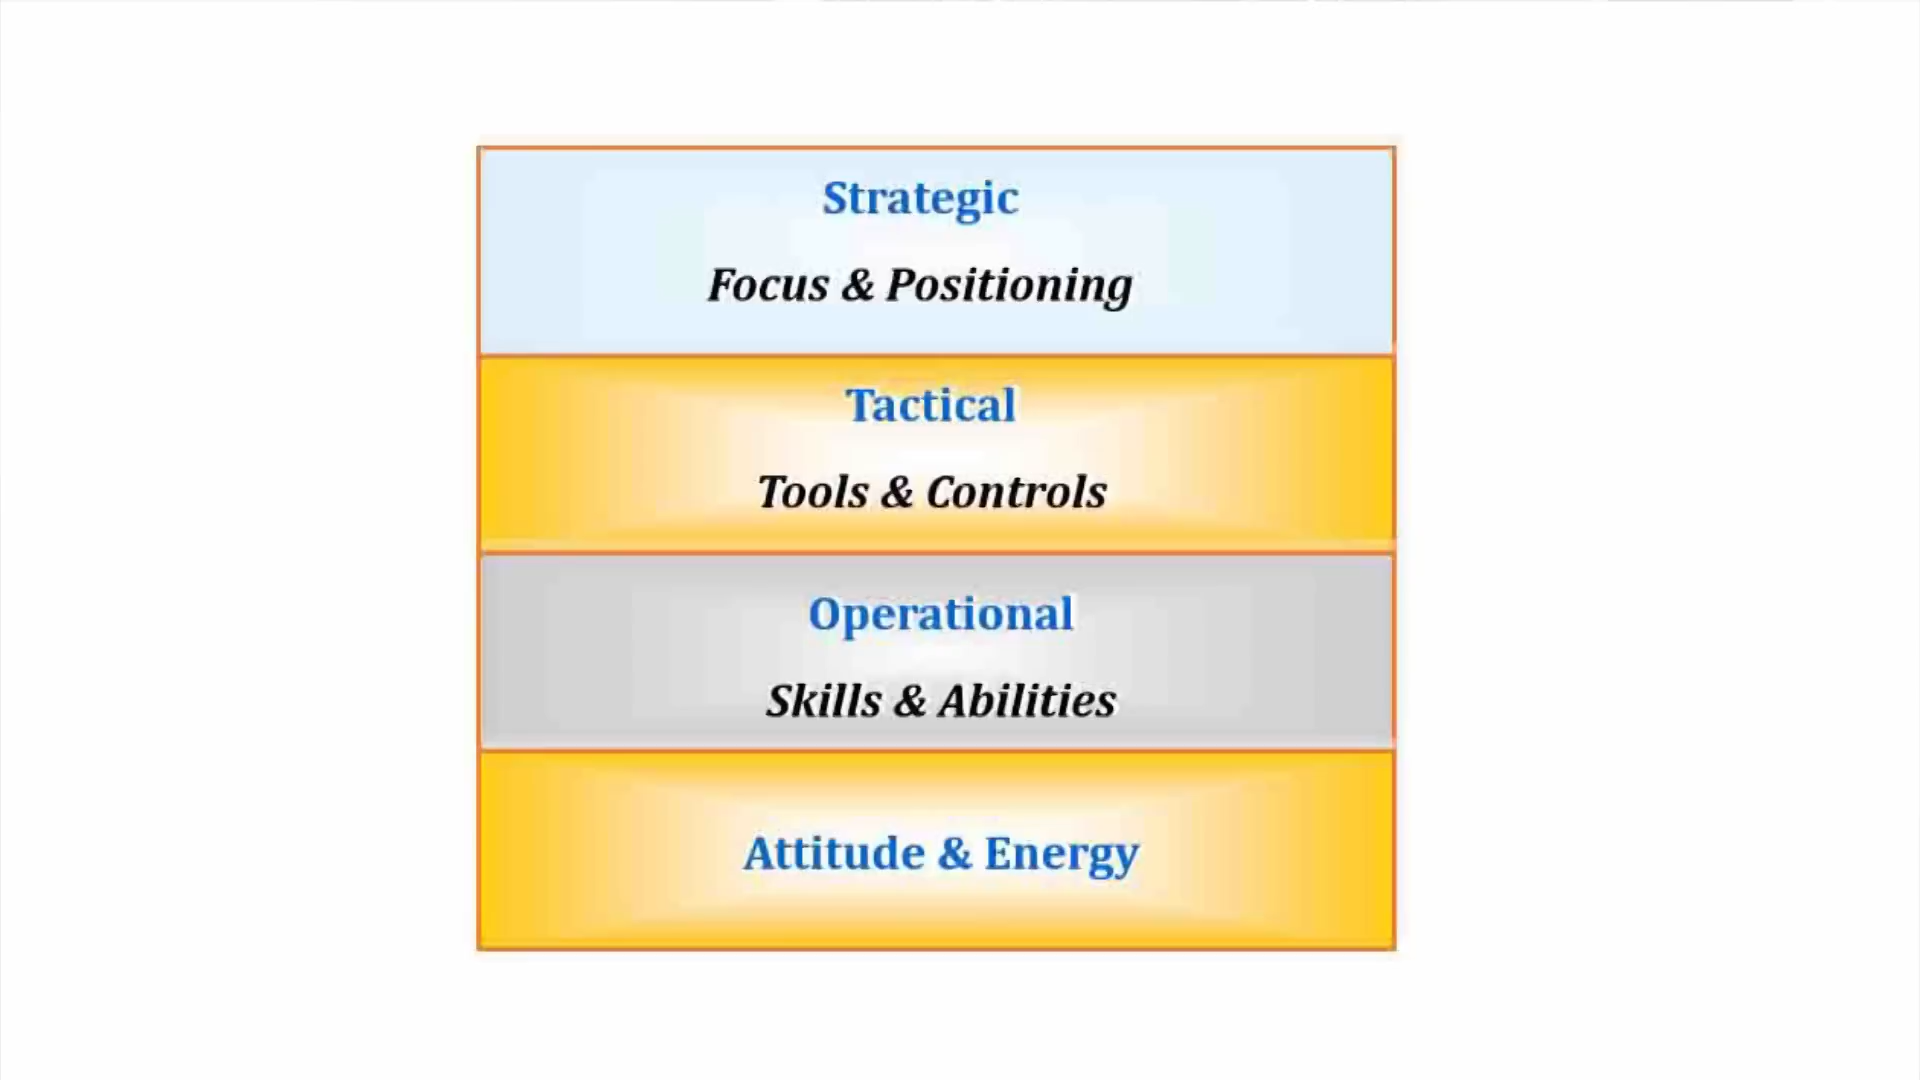 Strategic
Focus & Positioning
Tactical
Tools & Controls
Operational
Skills & Abilities
Attitude & Energy